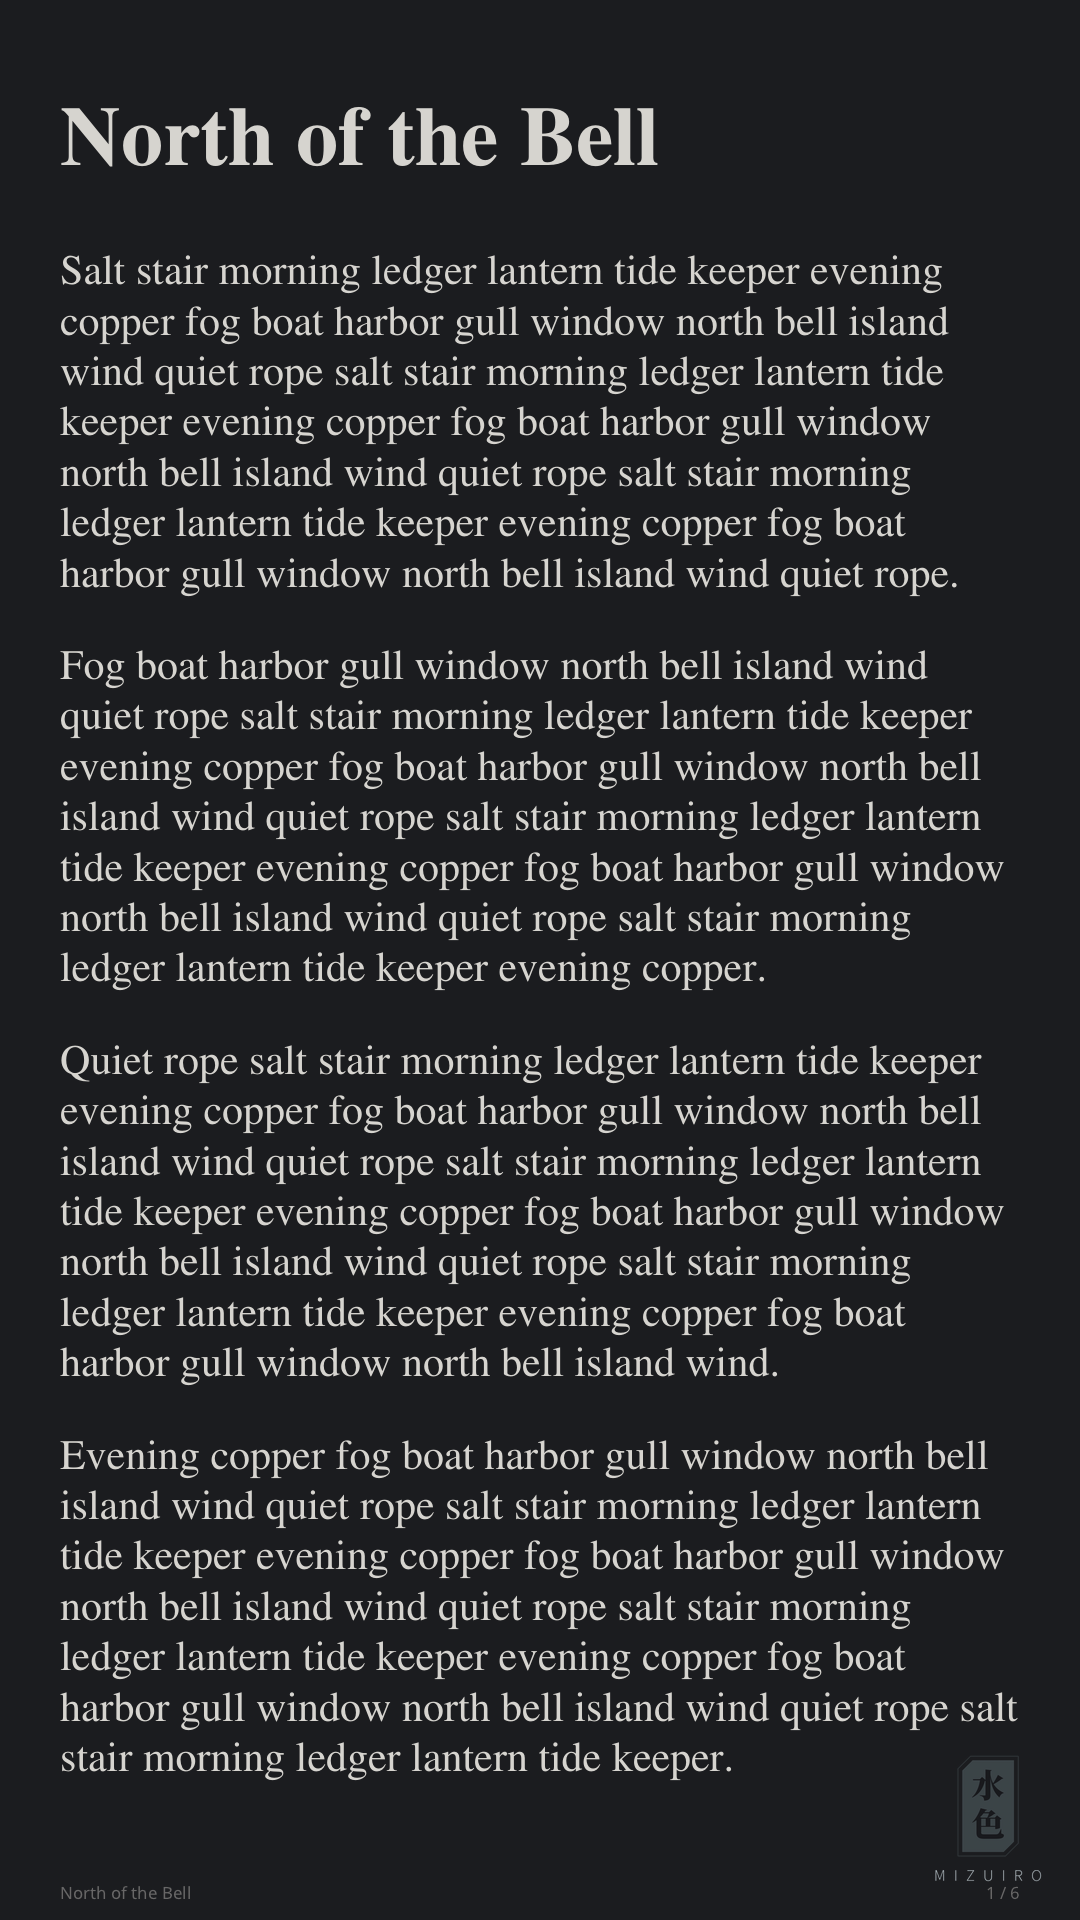 North of the Bell
Salt stair morning ledger lantern tide keeper evening
copper fog boat harbor gull window north bell island
wind quiet rope salt stair morning ledger lantern tide
keeper evening copper fog boat harbor gull window
north bell island wind quiet rope salt stair morning
ledger lantern tide keeper evening copper fog boat
harbor gull window north bell island wind quiet rope.
Fog boat harbor gull window north bell island wind
quiet rope salt stair morning ledger lantern tide keeper
evening copper fog boat harbor gull window north bell
island wind quiet rope salt stair morning ledger lantern
tide keeper evening copper fog boat harbor gull window
north bell island wind quiet rope salt stair morning
ledger lantern tide keeper evening copper.
Quiet rope salt stair morning ledger lantern tide keeper
evening copper fog boat harbor gull window north bell
island wind quiet rope salt stair morning ledger lantern
tide keeper evening copper fog boat harbor gull window
north bell island wind quiet rope salt stair morning
ledger lantern tide keeper evening copper fog boat
harbor gull window north bell island wind.
Evening copper fog boat harbor gull window north bell
island wind quiet rope salt stair morning ledger lantern
tide keeper evening copper fog boat harbor gull window
north bell island wind quiet rope salt stair morning
ledger lantern tide keeper evening copper fog boat
harbor gull window north bell island wind quiet rope salt
stair morning ledger lantern tide keeper.
水色
MIZUIRO
North of the Bell
1 / 6